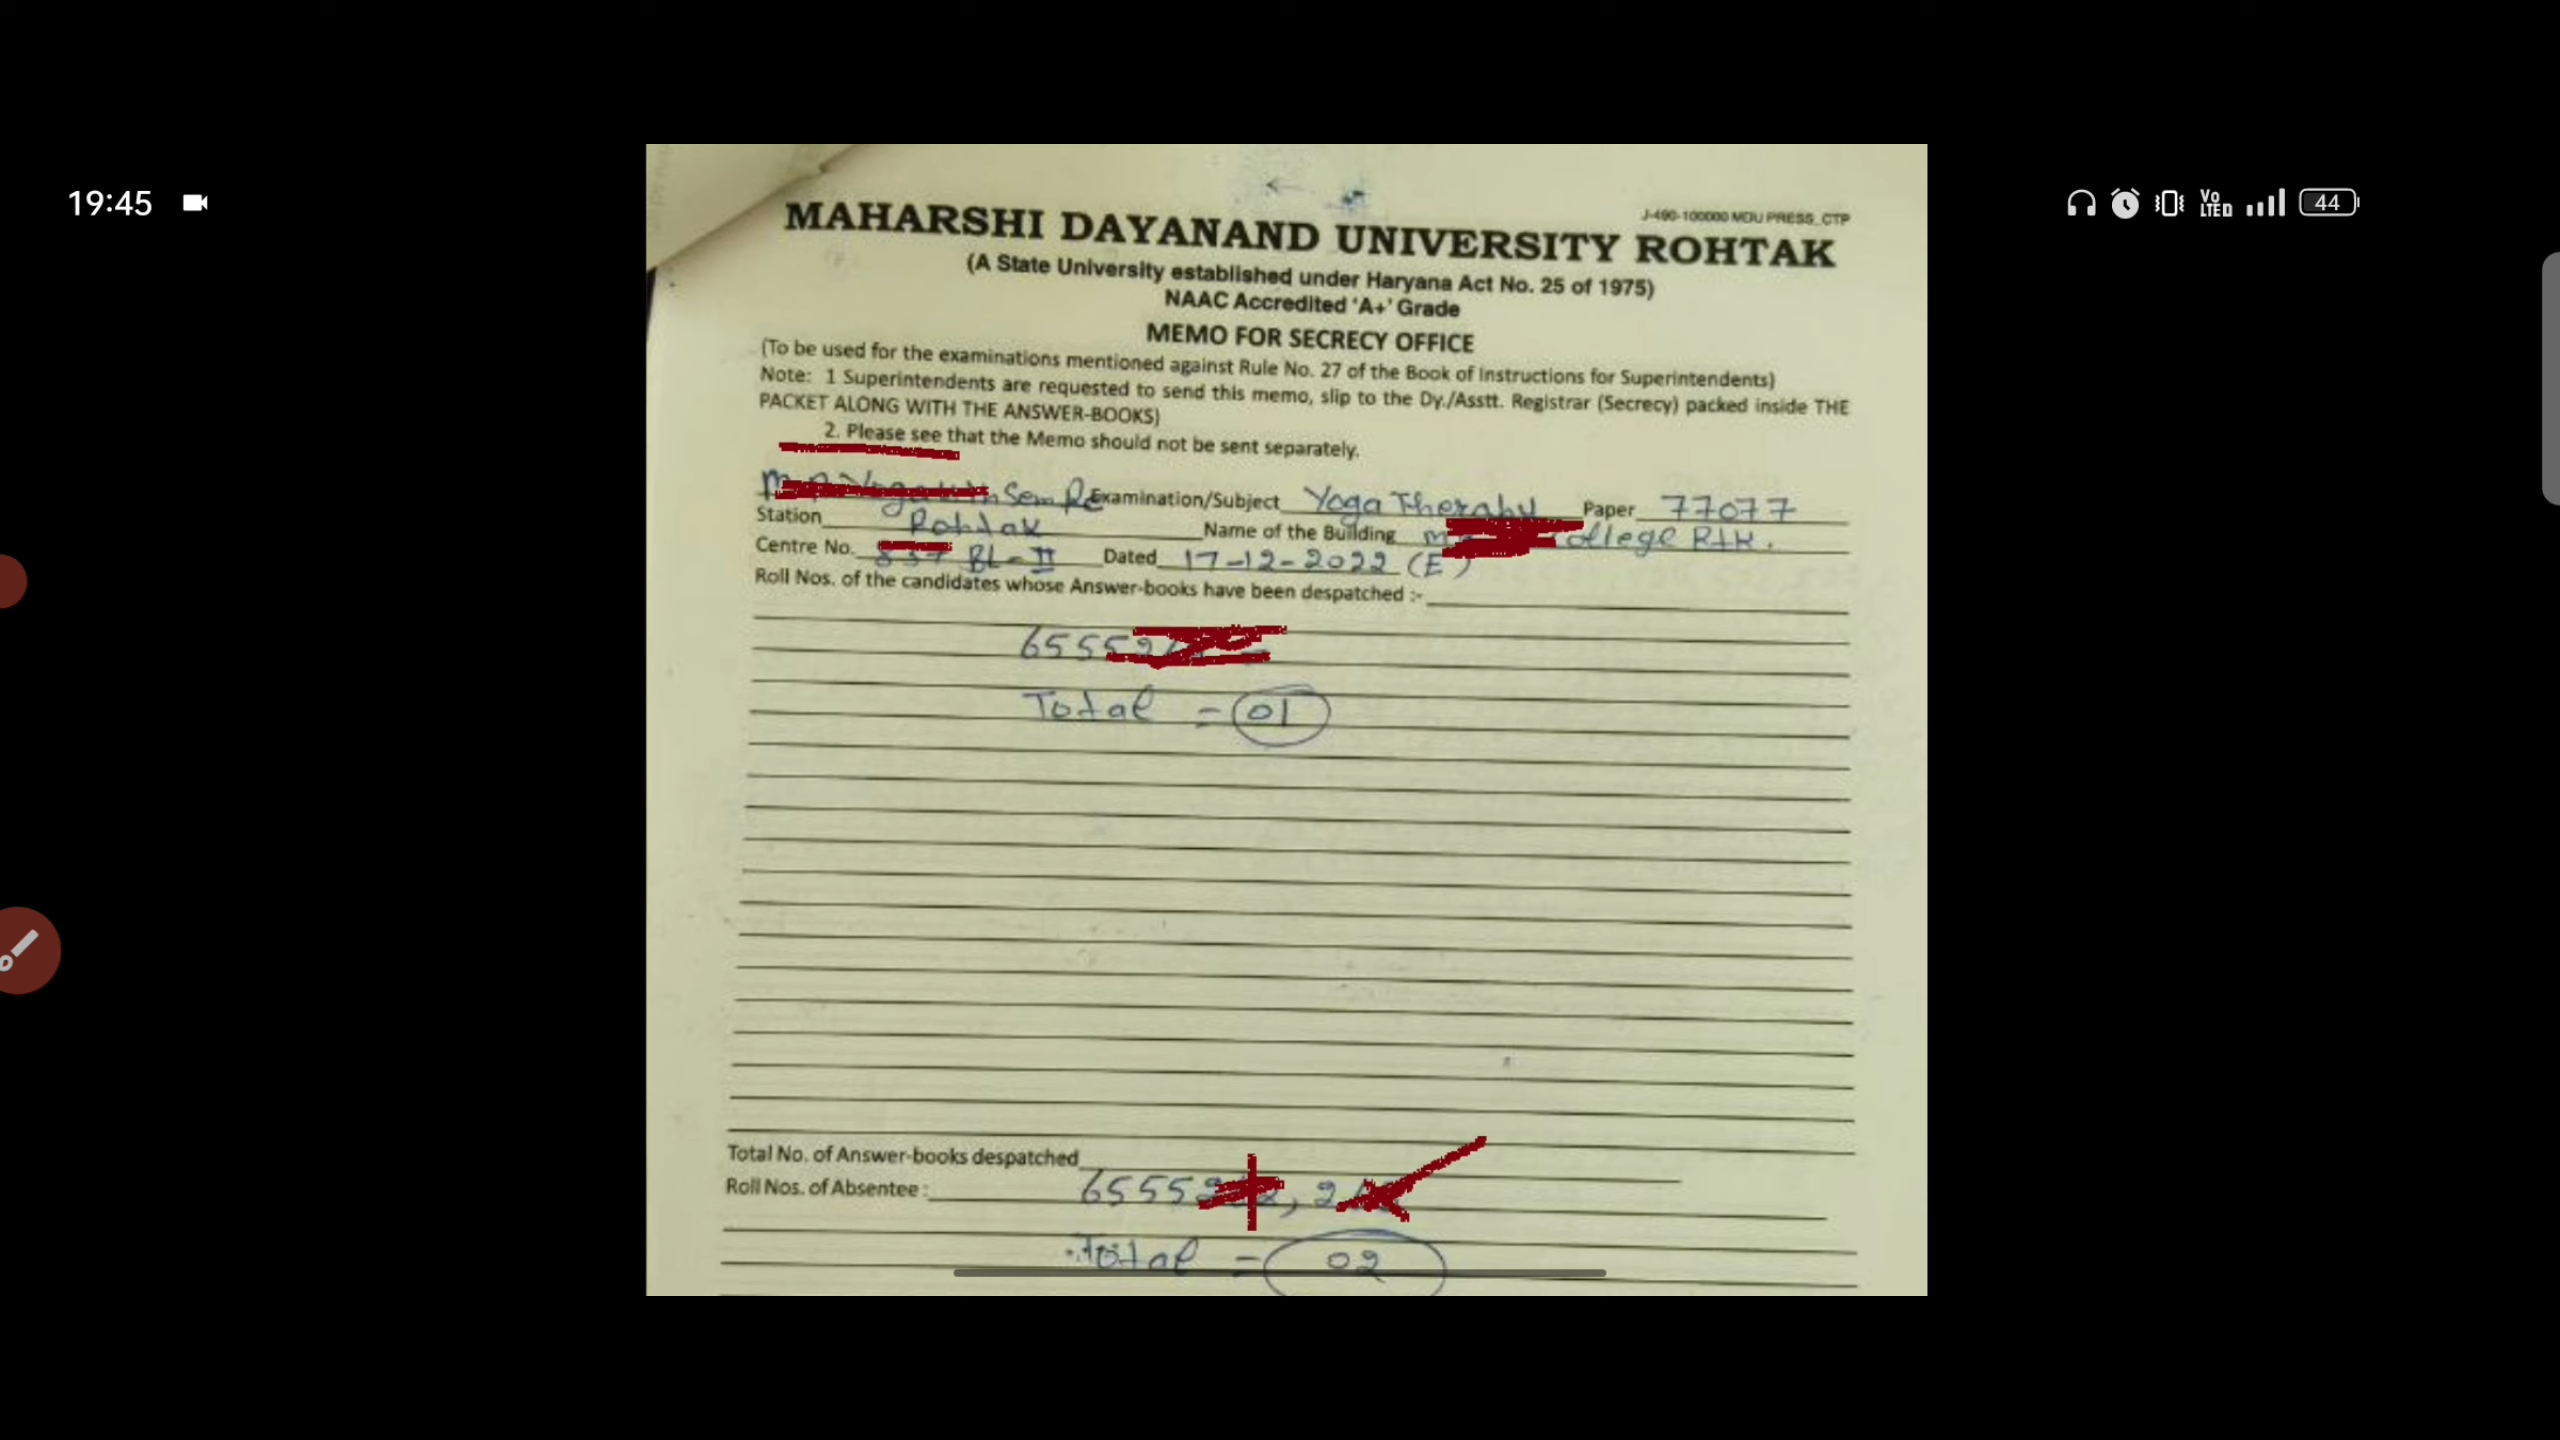 19:45
VoLTED
44
J-490-100000 MDU PRESS_CTP
MAHARSHI DAYANAND UNIVERSITY ROHTAK
(A State University established under Haryana Act No. 25 of 1975)
NAAC Accredited 'A+' Grade
MEMO FOR SECRECY OFFICE
(To be used for the examinations mentioned against Rule No. 27 of the Book of Instructions for Superintendents)
Note: 1 Superintendents are requested to send this memo, slip to the Dy./Asstt. Registrar (Secrecy) packed inside THE
PACKET ALONG WITH THE ANSWER-BOOKS)
2. Please see that the Memo should not be sent separately.
Sem Re Examination/Subject Yoga Theraby Paper 77077
Station Rohtak Name of the Building College RTK.
Centre No. BL-II Dated 17-12-2022 (E)
Roll Nos. of the candidates whose Answer-books have been despatched :-
6555
Total = 01
Total No. of Answer-books despatched
Roll Nos. of Absentee : 6555
Total = 02